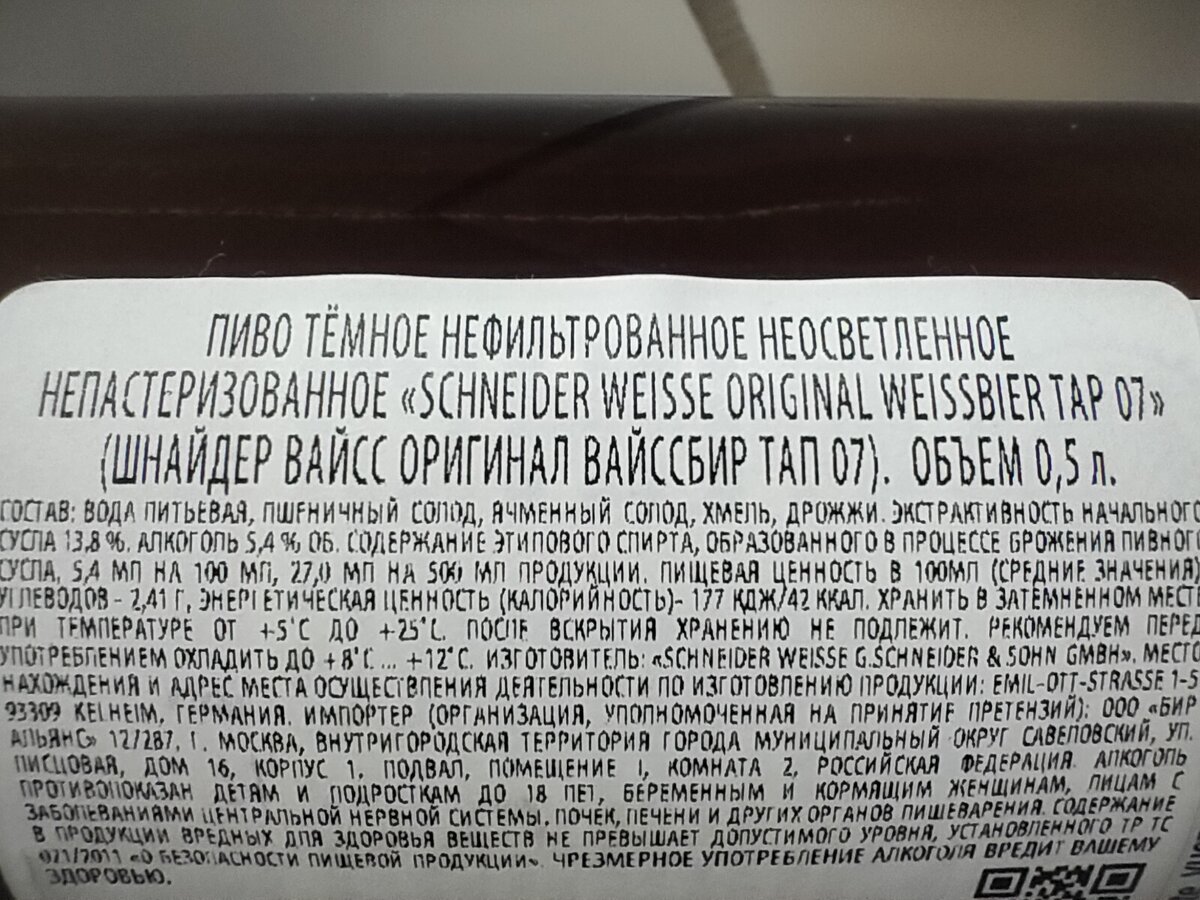 ПИВО ТЁМНОЕ НЕФИЛЬТРОВАННОЕ НЕОСВЕТЛЕННОЕ
НЕПАСТЕРИЗОВАННОЕ «SCHNEIDER WEISSE ORIGINAL WEISSBIER TAP 07»
(ШНАЙДЕР ВАЙСС ОРИГИНАЛ ВАЙССБИР ТАП 07). ОБЪЕМ 0,5 л.
СОСТАВ: ВОДА ПИТЬЕВАЯ, ПШЕНИЧНЫЙ СОЛОД, ЯЧМЕННЫЙ СОЛОД, ХМЕЛЬ, ДРОЖЖИ. ЭКСТРАКТИВНОСТЬ НАЧАЛЬНОГО
СУСЛА 13,8 %. АЛКОГОЛЬ 5,4 % ОБ. СОДЕРЖАНИЕ ЭТИЛОВОГО СПИРТА, ОБРАЗОВАННОГО В ПРОЦЕССЕ БРОЖЕНИЯ ПИВНОГО
СУСЛА, 5,4 МЛ НА 100 МЛ, 27,0 МЛ НА 500 МЛ ПРОДУКЦИИ. ПИЩЕВАЯ ЦЕННОСТЬ В 100МЛ (СРЕДНИЕ ЗНАЧЕНИЯ)
УГЛЕВОДОВ - 2,41 Г, ЭНЕРГЕТИЧЕСКАЯ ЦЕННОСТЬ (КАЛОРИЙНОСТЬ)- 177 КДЖ/42 ККАЛ. ХРАНИТЬ В ЗАТЕМНЕННОМ МЕСТЕ
ПРИ ТЕМПЕРАТУРЕ ОТ +5°С ДО +25°С. ПОСЛЕ ВСКРЫТИЯ ХРАНЕНИЮ НЕ ПОДЛЕЖИТ. РЕКОМЕНДУЕМ ПЕРЕД
УПОТРЕБЛЕНИЕМ ОХЛАДИТЬ ДО +8°С ... +12°С. ИЗГОТОВИТЕЛЬ: «SCHNEIDER WEISSE G.SCHNEIDER & SOHN GMBH». МЕСТО
НАХОЖДЕНИЯ И АДРЕС МЕСТА ОСУЩЕСТВЛЕНИЯ ДЕЯТЕЛЬНОСТИ ПО ИЗГОТОВЛЕНИЮ ПРОДУКЦИИ: EMIL-OTT-STRASSE 1-5
93309 KELHEIM, ГЕРМАНИЯ. ИМПОРТЕР (ОРГАНИЗАЦИЯ, УПОЛНОМОЧЕННАЯ НА ПРИНЯТИЕ ПРЕТЕНЗИЙ): ООО «БИР
АЛЬЯНС» 127287, Г. МОСКВА, ВНУТРИГОРОДСКАЯ ТЕРРИТОРИЯ ГОРОДА МУНИЦИПАЛЬНЫЙ ОКРУГ САВЕЛОВСКИЙ, УЛ.
ПИСЦОВАЯ, ДОМ 16, КОРПУС 1, ПОДВАЛ, ПОМЕЩЕНИЕ I, КОМНАТА 2, РОССИЙСКАЯ ФЕДЕРАЦИЯ. АЛКОГОЛЬ
ПРОТИВОПОКАЗАН ДЕТЯМ И ПОДРОСТКАМ ДО 18 ЛЕТ, БЕРЕМЕННЫМ И КОРМЯЩИМ ЖЕНЩИНАМ, ЛИЦАМ С
ЗАБОЛЕВАНИЯМИ ЦЕНТРАЛЬНОЙ НЕРВНОЙ СИСТЕМЫ, ПОЧЕК, ПЕЧЕНИ И ДРУГИХ ОРГАНОВ ПИЩЕВАРЕНИЯ. СОДЕРЖАНИЕ
В ПРОДУКЦИИ ВРЕДНЫХ ДЛЯ ЗДОРОВЬЯ ВЕЩЕСТВ НЕ ПРЕВЫШАЕТ ДОПУСТИМОГО УРОВНЯ, УСТАНОВЛЕННОГО ТР ТС
021/2011 «О БЕЗОПАСНОСТИ ПИЩЕВОЙ ПРОДУКЦИИ». ЧРЕЗМЕРНОЕ УПОТРЕБЛЕНИЕ АЛКОГОЛЯ ВРЕДИТ ВАШЕМУ
ЗДОРОВЬЮ.